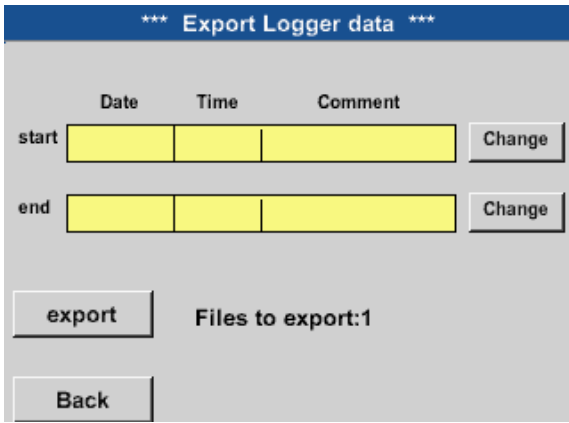 *** Export Logger data ***
Date Time Comment
start Change
end Change
export Files to export:1
Back